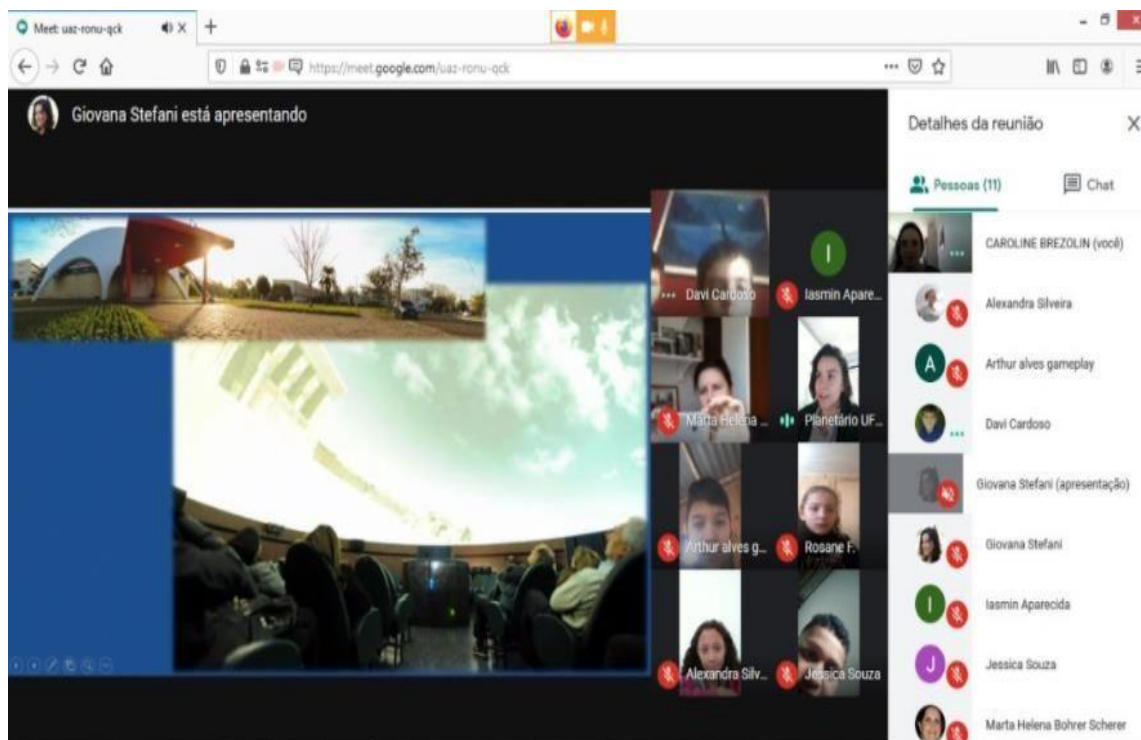 Meet: uaz-ronu-qck
https://meet.google.com/uaz-ronu-qck
Giovana Stefani está apresentando
Detalhes da reunião
Pessoas (11)
Chat
Davi Cardoso
Iasmin Apare...
Marta Helena ...
Planetário UF...
Arthur alves g...
Rosane F.
Alexandra Silv...
Jessica Souza
CAROLINE BREZOLIN (você)
Alexandra Silveira
A
Arthur alves gameplay
Davi Cardoso
Giovana Stefani (apresentação)
Giovana Stefani
I
Iasmin Aparecida
J
Jessica Souza
Marta Helena Bohrer Scherer
I